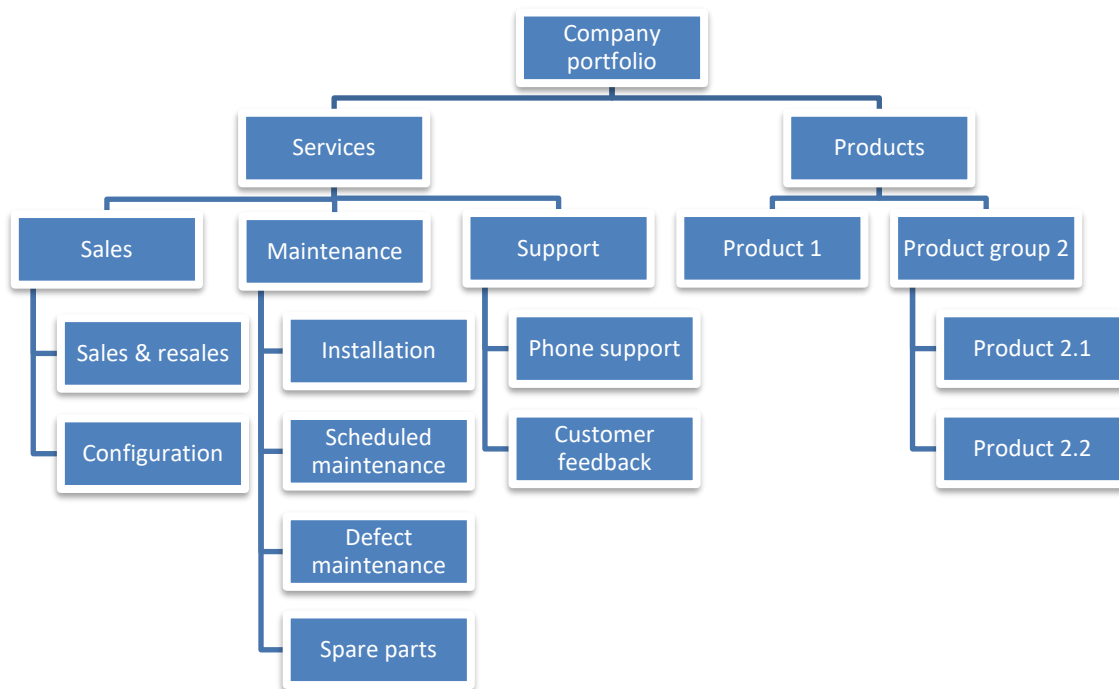 Company
portfolio
Services
Products
Sales
Maintenance
Support
Product 1
Product group 2
Sales & resales
Installation
Phone support
Product 2.1
Configuration
Scheduled
maintenance
Customer
feedback
Product 2.2
Defect
maintenance
Spare parts